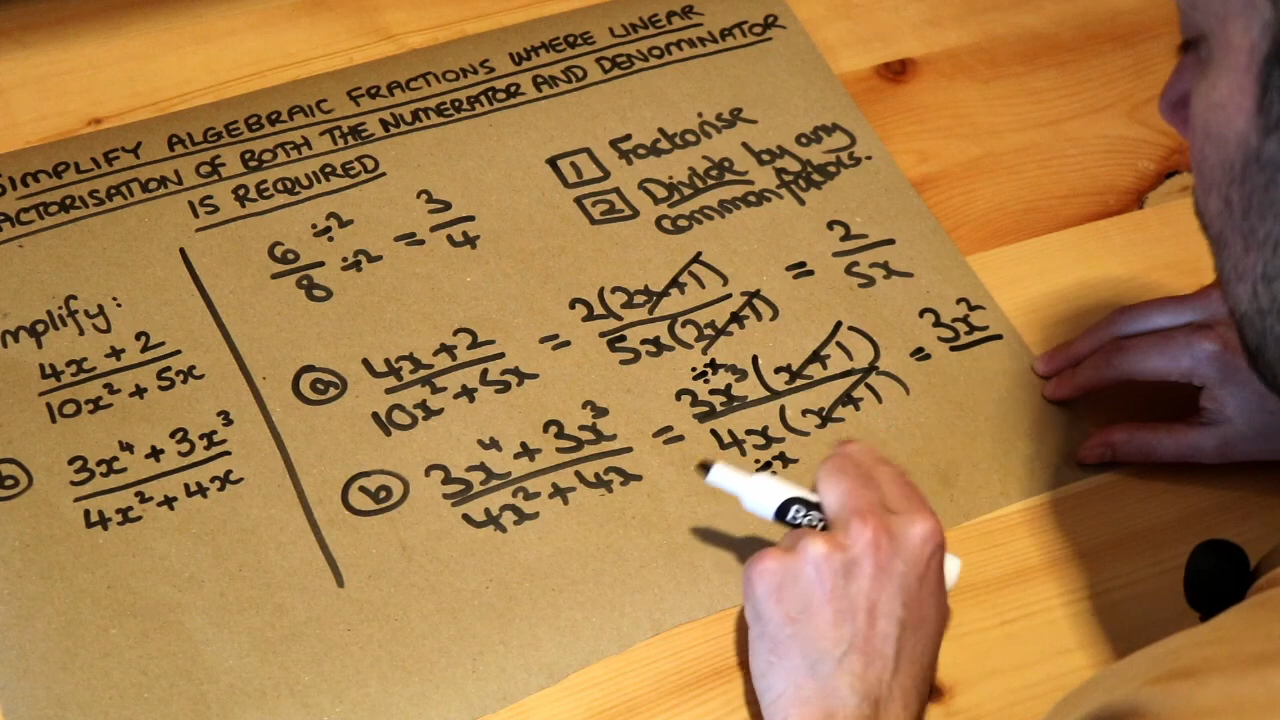 SIMPLIFY ALGEBRAIC FRACTIONS WHERE LINEAR
ACTORISATION OF BOTH THE NUMERATOR AND DENOMINATOR
IS REQUIRED
1 Factorise
2 Divide by any
common factors.
6/8 ÷2/÷2 = 3/4
mplify:
4x + 2 / 10x² + 5x
b) 3x⁴ + 3x³ / 4x² + 4x
a) 4x+2 / 10x² + 5x = 2(2x+1) / 5x(2x+1) = 2 / 5x
b) 3x⁴ + 3x³ / 4x² + 4x = ÷x 3x³(x+1) / 4x(x+1) ÷x = 3x²